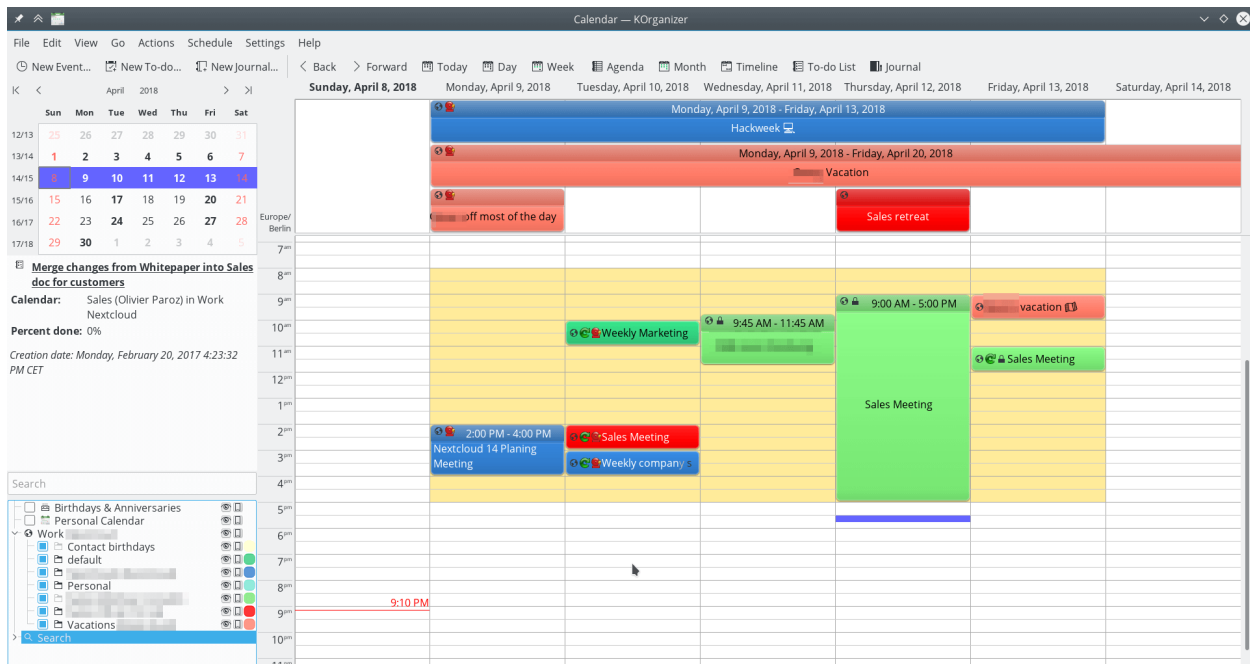 Calendar — KOrganizer
File Edit View Go Actions Schedule Settings Help
New Event... New To-do... New Journal... Back Forward Today Day Week Agenda Month Timeline To-do List Journal
April 2018
Sun Mon Tue Wed Thu Fri Sat
12/13 25 26 27 28 29 30 31
13/14 1 2 3 4 5 6 7
14/15 8 9 10 11 12 13 14
15/16 15 16 17 18 19 20 21
16/17 22 23 24 25 26 27 28
17/18 29 30 1 2 3 4 5
Merge changes from Whitepaper into Sales
doc for customers
Calendar: Sales (Olivier Paroz) in Work
Nextcloud
Percent done: 0%
Creation date: Monday, February 20, 2017 4:23:32
PM CET
Search
Birthdays & Anniversaries
Personal Calendar
Work
Contact birthdays
default
Personal
Vacations
Search
Sunday, April 8, 2018 Monday, April 9, 2018 Tuesday, April 10, 2018 Wednesday, April 11, 2018 Thursday, April 12, 2018 Friday, April 13, 2018 Saturday, April 14, 2018
Monday, April 9, 2018 - Friday, April 13, 2018
Hackweek
Monday, April 9, 2018 - Friday, April 20, 2018
Vacation
Europe/
Berlin
off most of the day
Sales retreat
7am
8am
9am
9:00 AM - 5:00 PM
vacation
10am
9:45 AM - 11:45 AM
Weekly Marketing
11am
Sales Meeting
12pm
1pm
Sales Meeting
2pm
2:00 PM - 4:00 PM
Nextcloud 14 Planing
Meeting
Sales Meeting
3pm
Weekly company s
4pm
5pm
6pm
7pm
8pm
9:10 PM
9pm
10pm